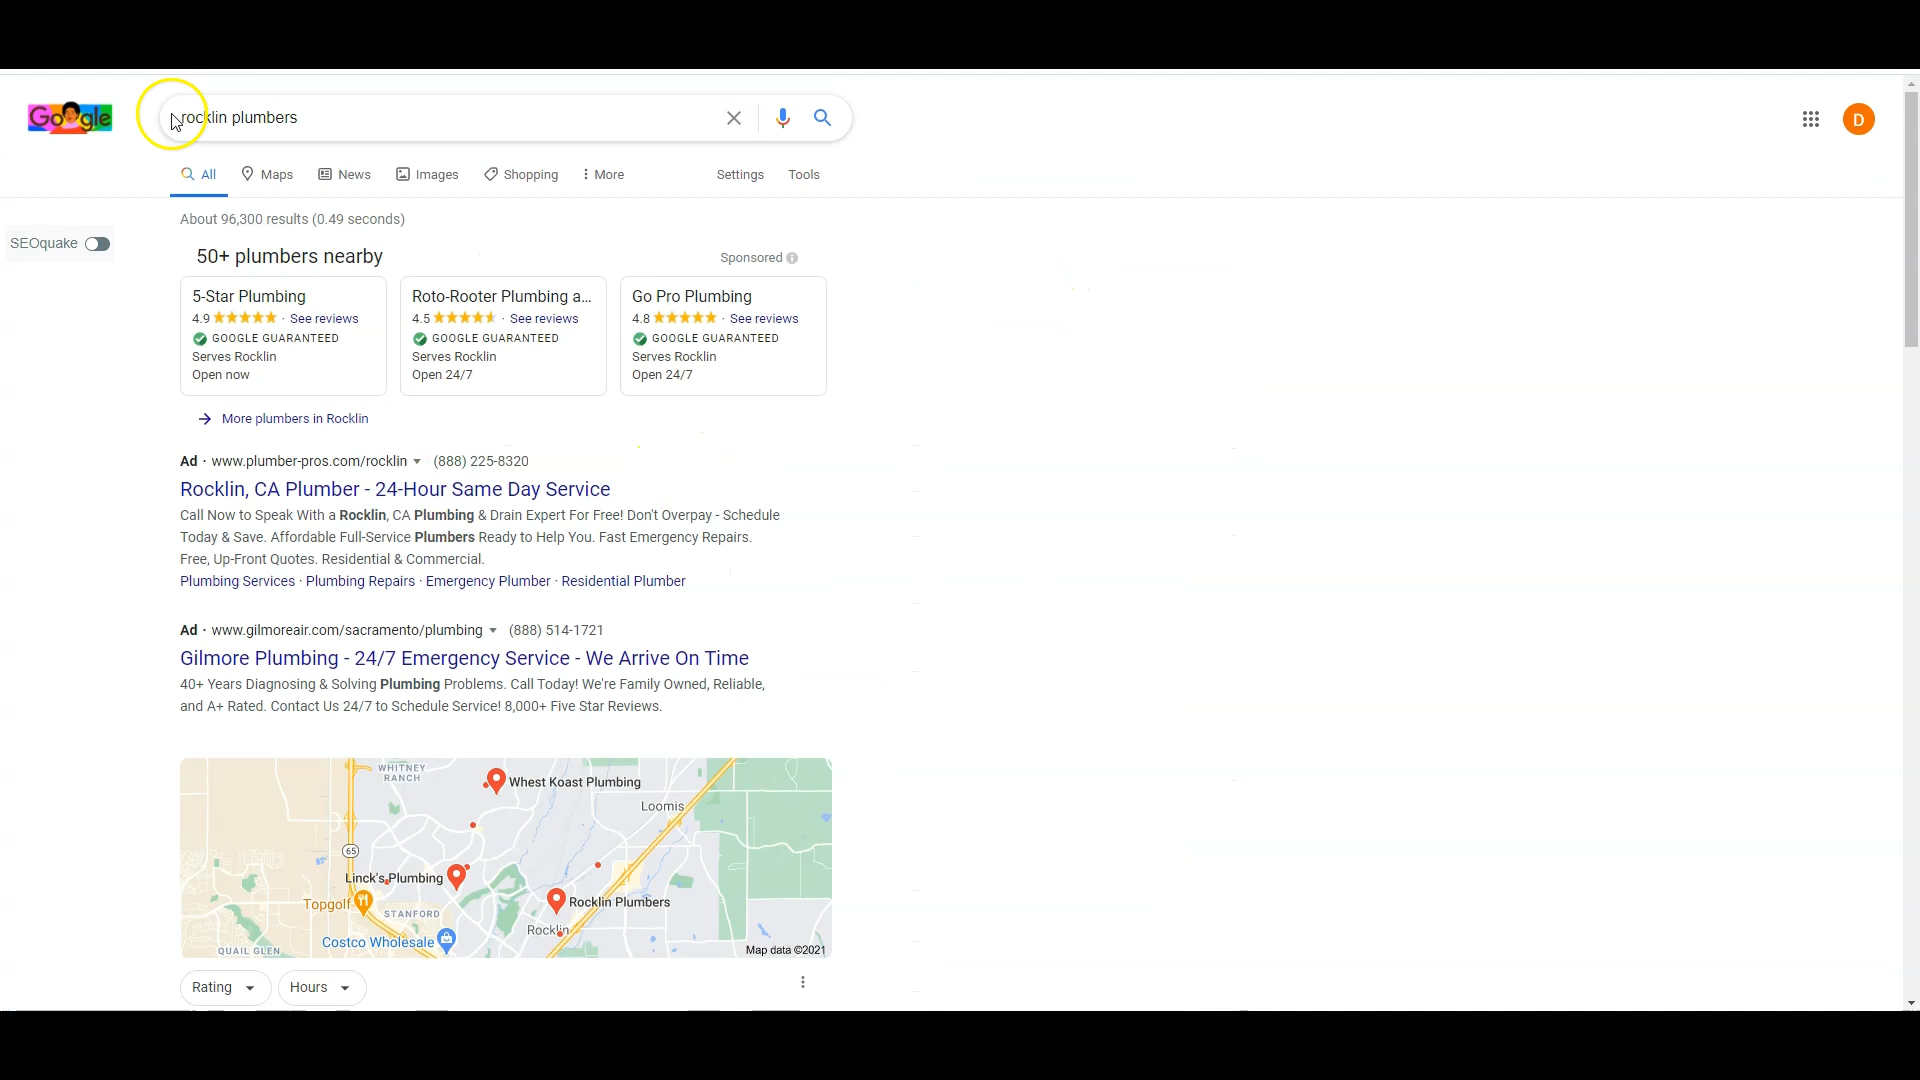 Google
rocklin plumbers
All Maps News Images Shopping More Settings Tools
About 96,300 results (0.49 seconds)
SEOquake
50+ plumbers nearby
Sponsored
5-Star Plumbing
4.9 · See reviews
GOOGLE GUARANTEED
Serves Rocklin
Open now
Roto-Rooter Plumbing a...
4.5 · See reviews
GOOGLE GUARANTEED
Serves Rocklin
Open 24/7
Go Pro Plumbing
4.8 · See reviews
GOOGLE GUARANTEED
Serves Rocklin
Open 24/7
More plumbers in Rocklin
Ad · www.plumber-pros.com/rocklin (888) 225-8320
Rocklin, CA Plumber - 24-Hour Same Day Service
Call Now to Speak With a Rocklin, CA Plumbing & Drain Expert For Free! Don't Overpay - Schedule
Today & Save. Affordable Full-Service Plumbers Ready to Help You. Fast Emergency Repairs.
Free, Up-Front Quotes. Residential & Commercial.
Plumbing Services · Plumbing Repairs · Emergency Plumber · Residential Plumber
Ad · www.gilmoreair.com/sacramento/plumbing (888) 514-1721
Gilmore Plumbing - 24/7 Emergency Service - We Arrive On Time
40+ Years Diagnosing & Solving Plumbing Problems. Call Today! We're Family Owned, Reliable,
and A+ Rated. Contact Us 24/7 to Schedule Service! 8,000+ Five Star Reviews.
WHITNEY
RANCH
Whest Koast Plumbing
Loomis
65
Linck's Plumbing
Topgolf
Rocklin Plumbers
STANFORD
Rocklin
Costco Wholesale
QUAIL GLEN
Map data ©2021
Rating
Hours
D